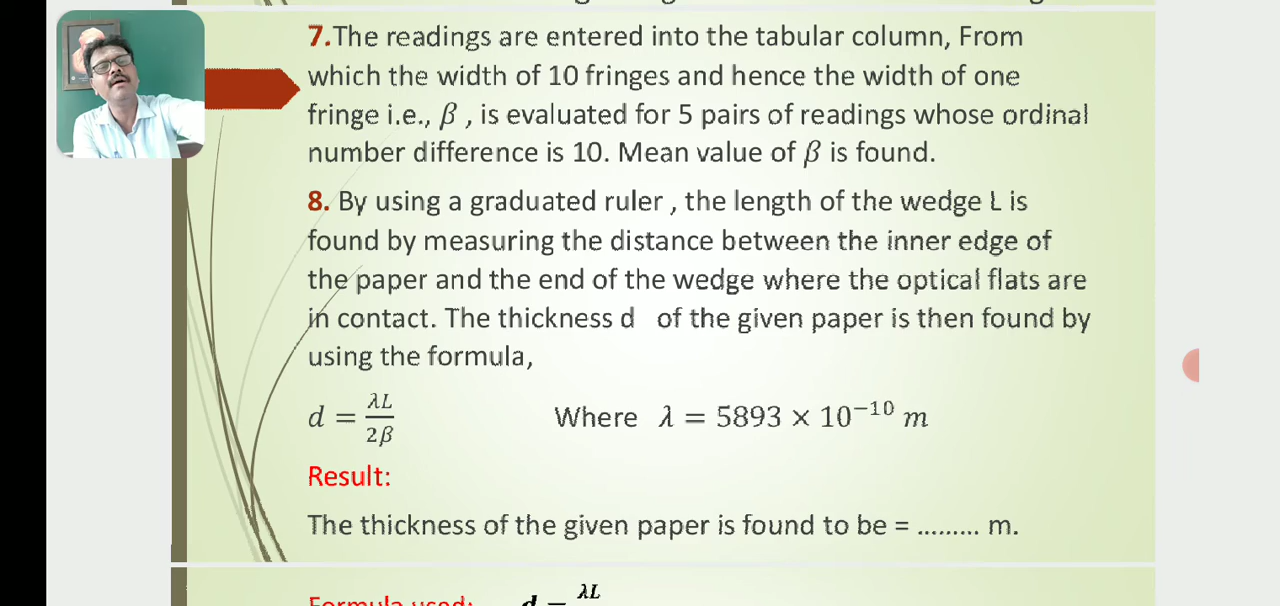 7.The readings are entered into the tabular column, From
which the width of 10 fringes and hence the width of one
fringe i.e., β , is evaluated for 5 pairs of readings whose ordinal
number difference is 10. Mean value of β is found.
8. By using a graduated ruler , the length of the wedge L is
found by measuring the distance between the inner edge of
the paper and the end of the wedge where the optical flats are
in contact. The thickness d of the given paper is then found by
using the formula,
d = λL/2β Where λ = 5893 × 10⁻¹⁰ m
Result:
The thickness of the given paper is found to be = ......... m.
Formula used: d = λL